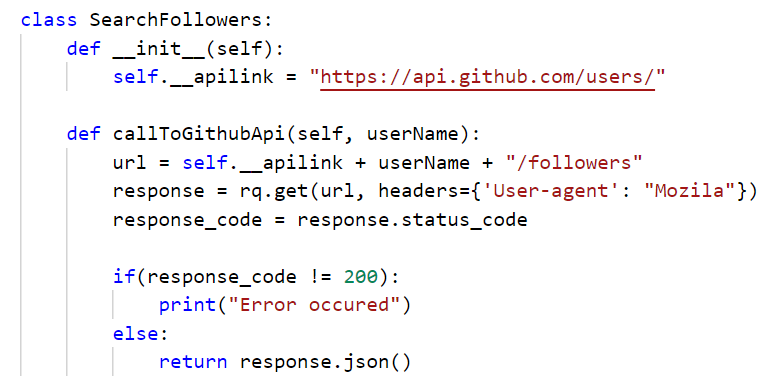 class SearchFollowers:
    def __init__(self):
        self.__apilink = "https://api.github.com/users/"
    def callToGithubApi(self, userName):
        url = self.__apilink + userName + "/followers"
        response = rq.get(url, headers={'User-agent': "Mozila"})
        response_code = response.status_code
        if(response_code != 200):
            print("Error occured")
        else:
            return response.json()